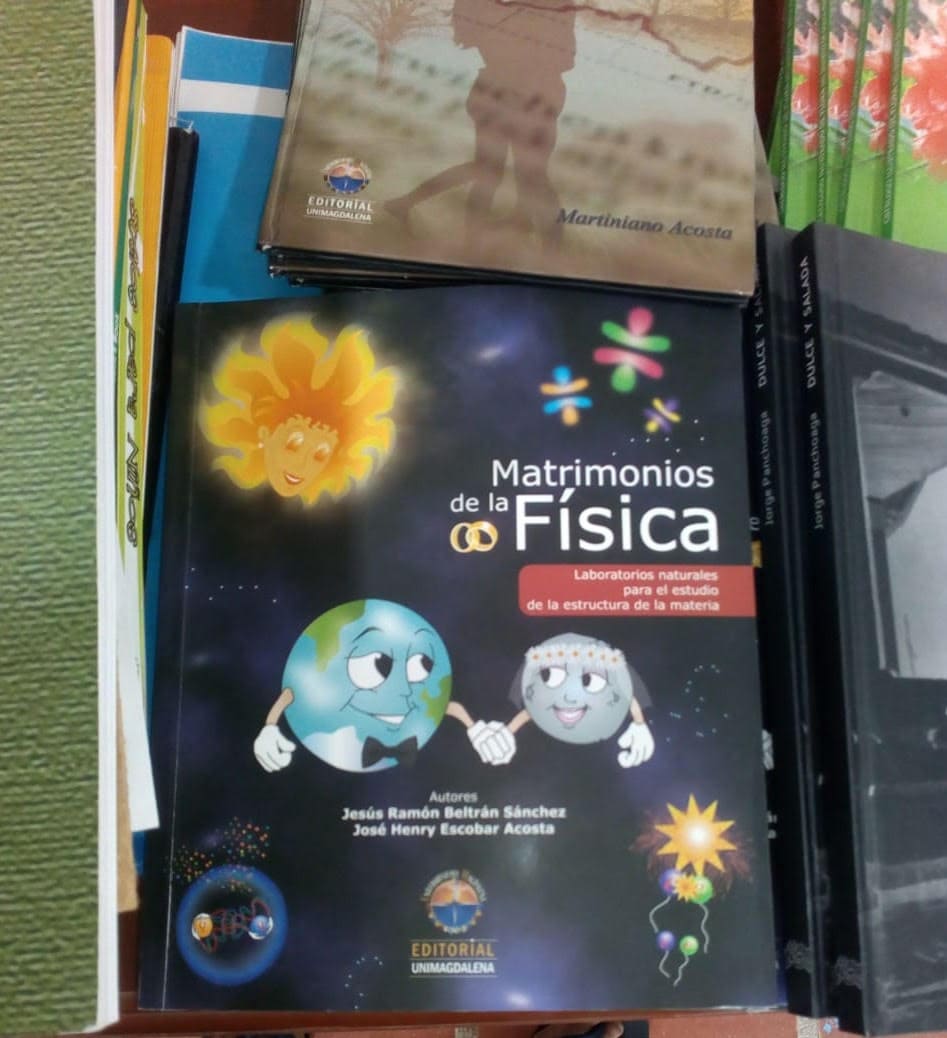 EDITORIAL
UNIMAGDALENA
Martiniano Acosta
Matrimonios
de la
Física
Laboratorios naturales
para el estudio
de la estructura de la materia
Autores
Jesús Ramón Beltrán Sánchez
José Henry Escobar Acosta
EDITORIAL
UNIMAGDALENA
Jorge Panchoaga DULCE Y SALADA
Jorge Panchoaga DULCE Y SALADA